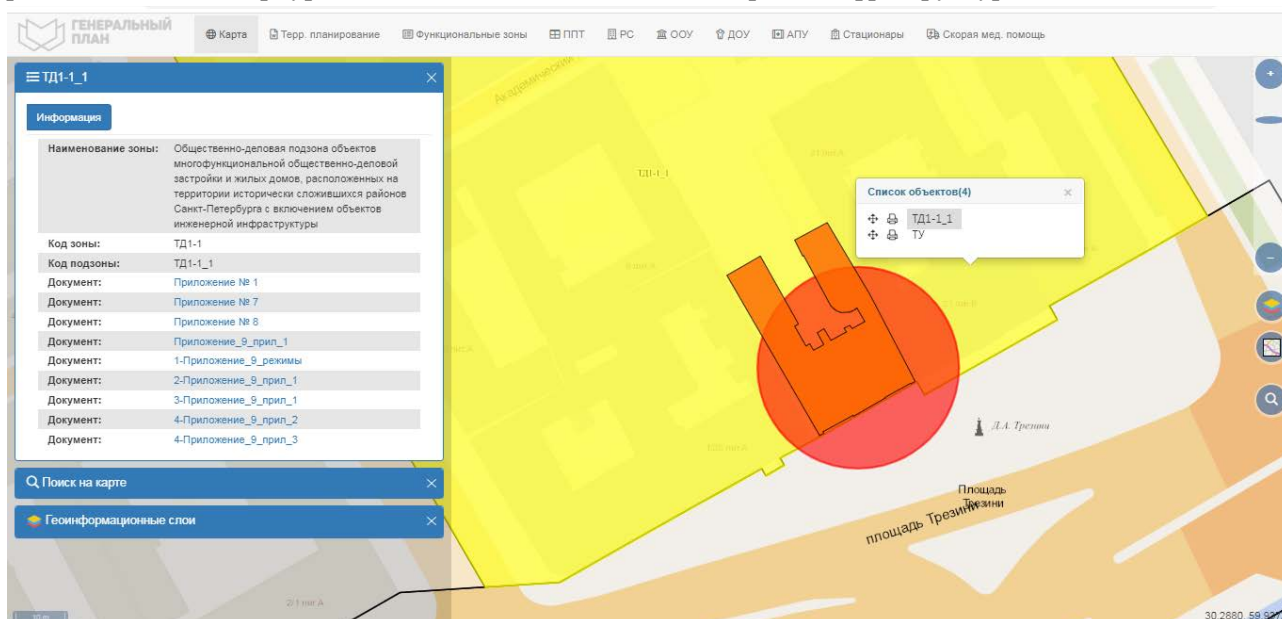 ГЕНЕРАЛЬНЫЙ
ПЛАН
Карта
Терр. планирование
Функциональные зоны
ППТ
РС
ООУ
ДОУ
АПУ
Стационары
Скорая мед. помощь
ТД1-1_1
Информация
Наименование зоны: Общественно-деловая подзона объектов
многофункциональной общественно-деловой
застройки и жилых домов, расположенных на
территории исторически сложившихся районов
Санкт-Петербурга с включением объектов
инженерной инфраструктуры
Код зоны: ТД1-1
Код подзоны: ТД1-1_1
Документ: Приложение № 1
Документ: Приложение № 7
Документ: Приложение № 8
Документ: Приложение_9_прил_1
Документ: 1-Приложение_9_режимы
Документ: 2-Приложение_9_прил_1
Документ: 3-Приложение_9_прил_1
Документ: 4-Приложение_9_прил_2
Документ: 4-Приложение_9_прил_3
Поиск на карте
Геоинформационные слои
ТД1-1_1
Список объектов(4)
ТД1-1_1
ТУ
Д.А. Трезини
Площадь
Трезини
площадь Трезини